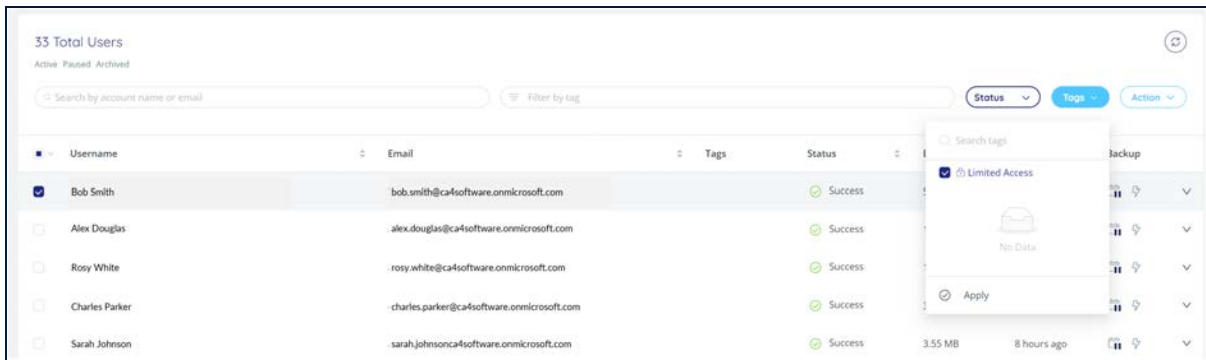 33 Total Users
Active Paused Archived
Search by account name or email
Filter by tag
Status
Tags
Action
Search tags
Username Email Tags Status Backup
Limited Access
Bob Smith bob.smith@ca4software.onmicrosoft.com Success
Alex Douglas alex.douglas@ca4software.onmicrosoft.com Success
No Data
Rosy White rosy.white@ca4software.onmicrosoft.com Success
Apply
Charles Parker charles.parker@ca4software.onmicrosoft.com Success
Sarah Johnson sarah.johnsonca4software.onmicrosoft.com Success 3.55 MB 8 hours ago